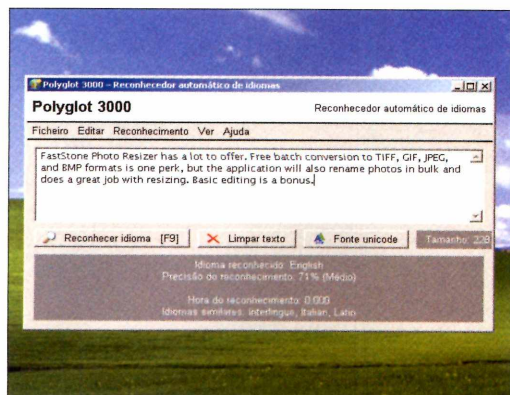 Polyglot 3000 - Reconhecedor automático de idiomas
Polyglot 3000
Reconhecedor automático de idiomas
Ficheiro Editar Reconhecimento Ver Ajuda
FastStone Photo Resizer has a lot to offer. Free batch conversion to TIFF, GIF, JPEG,
and BMP formats is one perk, but the application will also rename photos in bulk and
does a great job with resizing. Basic editing is a bonus.
Reconhecer idioma [F9] Limpar texto Fonte unicode Tamanho: 228
Idioma reconhecido: English
Precisão do reconhecimento: 71% (Médio)
Hora do reconhecimento: 0.000
Idiomas similares: Interlingua, Italian, Latin